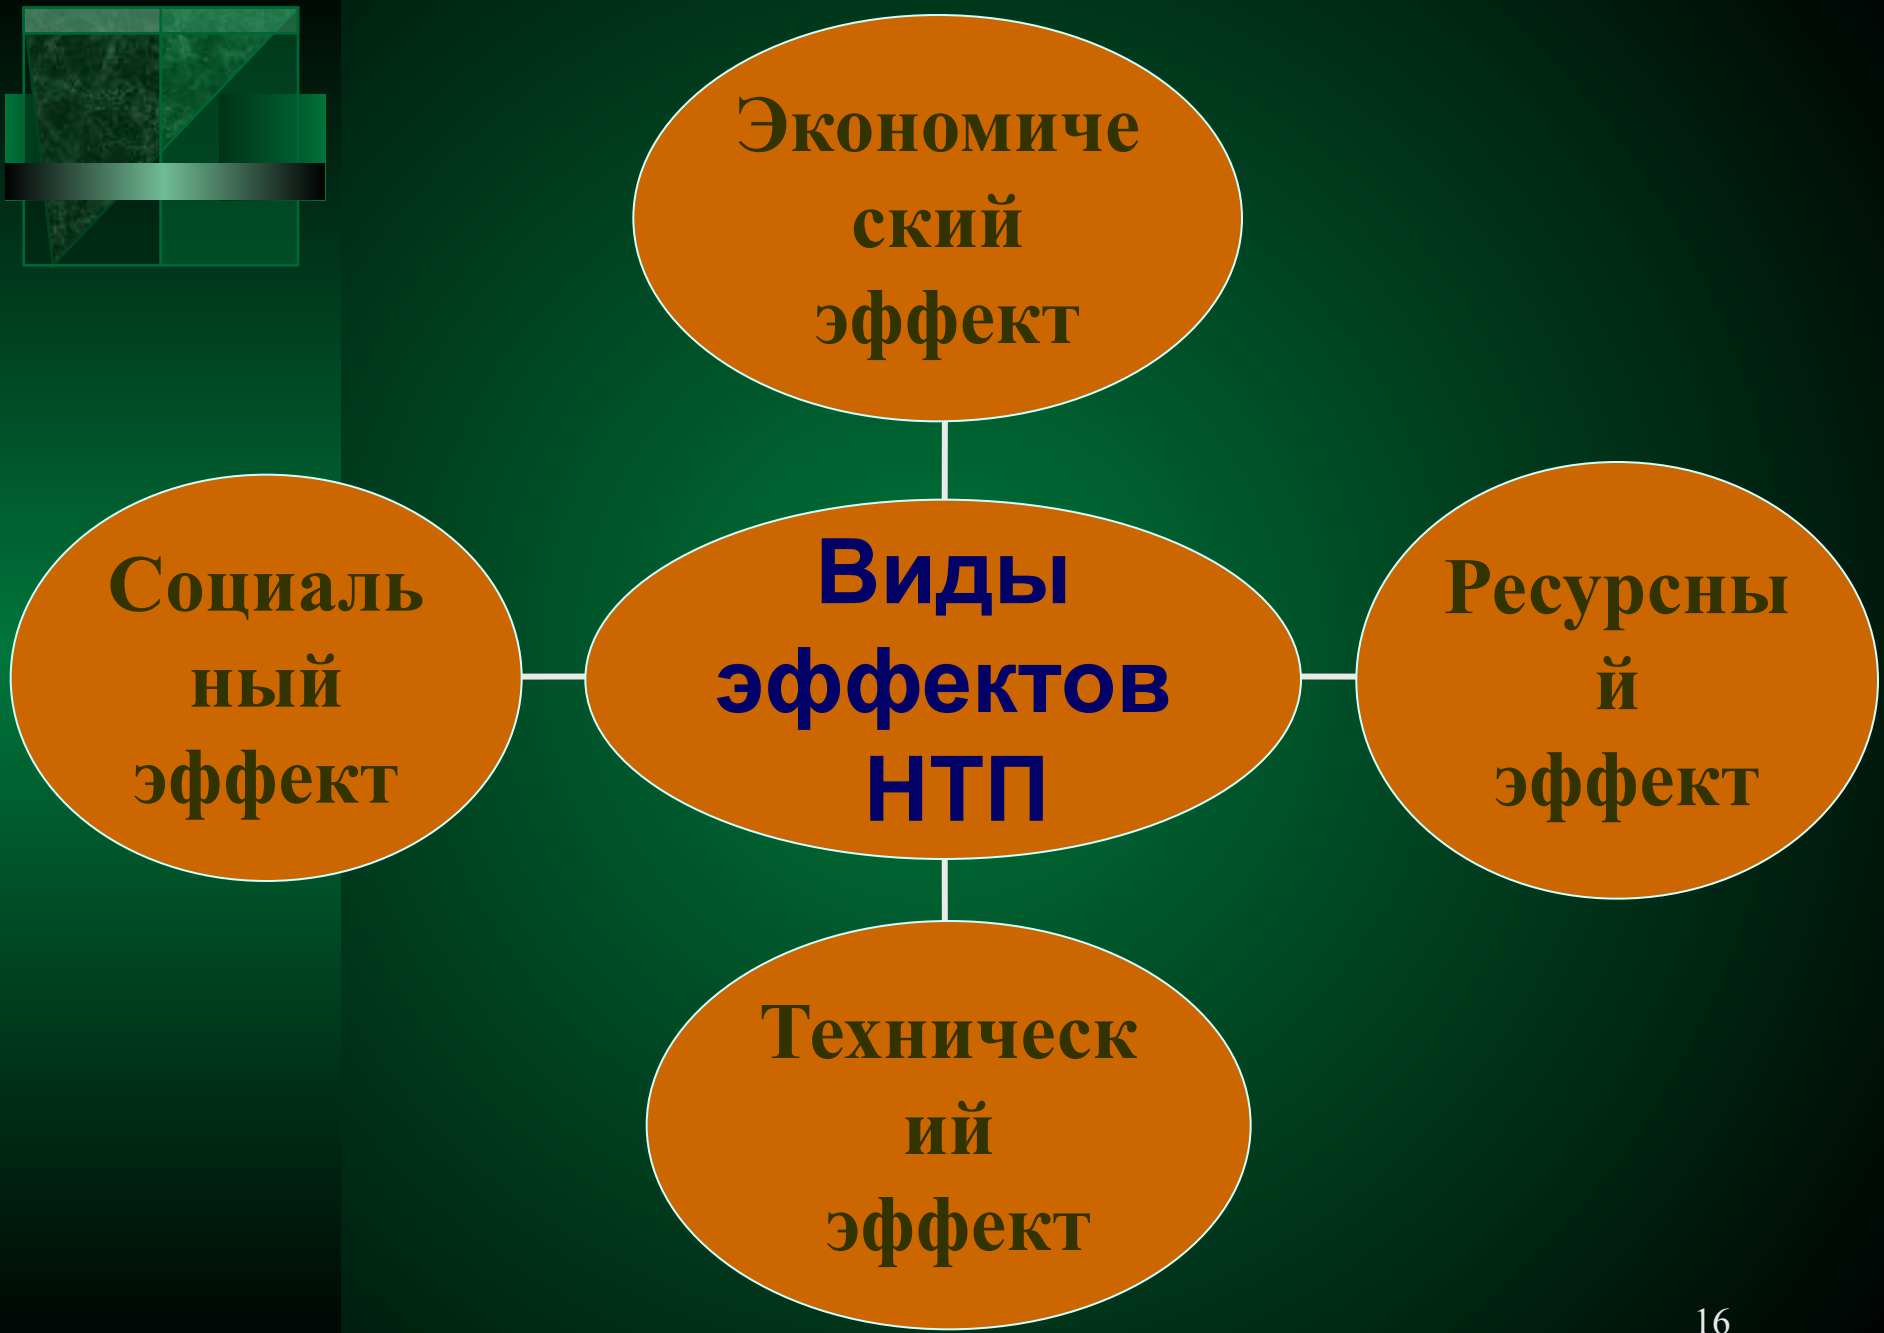 Экономиче
ский
эффект
Социаль
ный
эффект
Виды
эффектов
НТП
Ресурсны
й
эффект
Техническ
ий
эффект
16